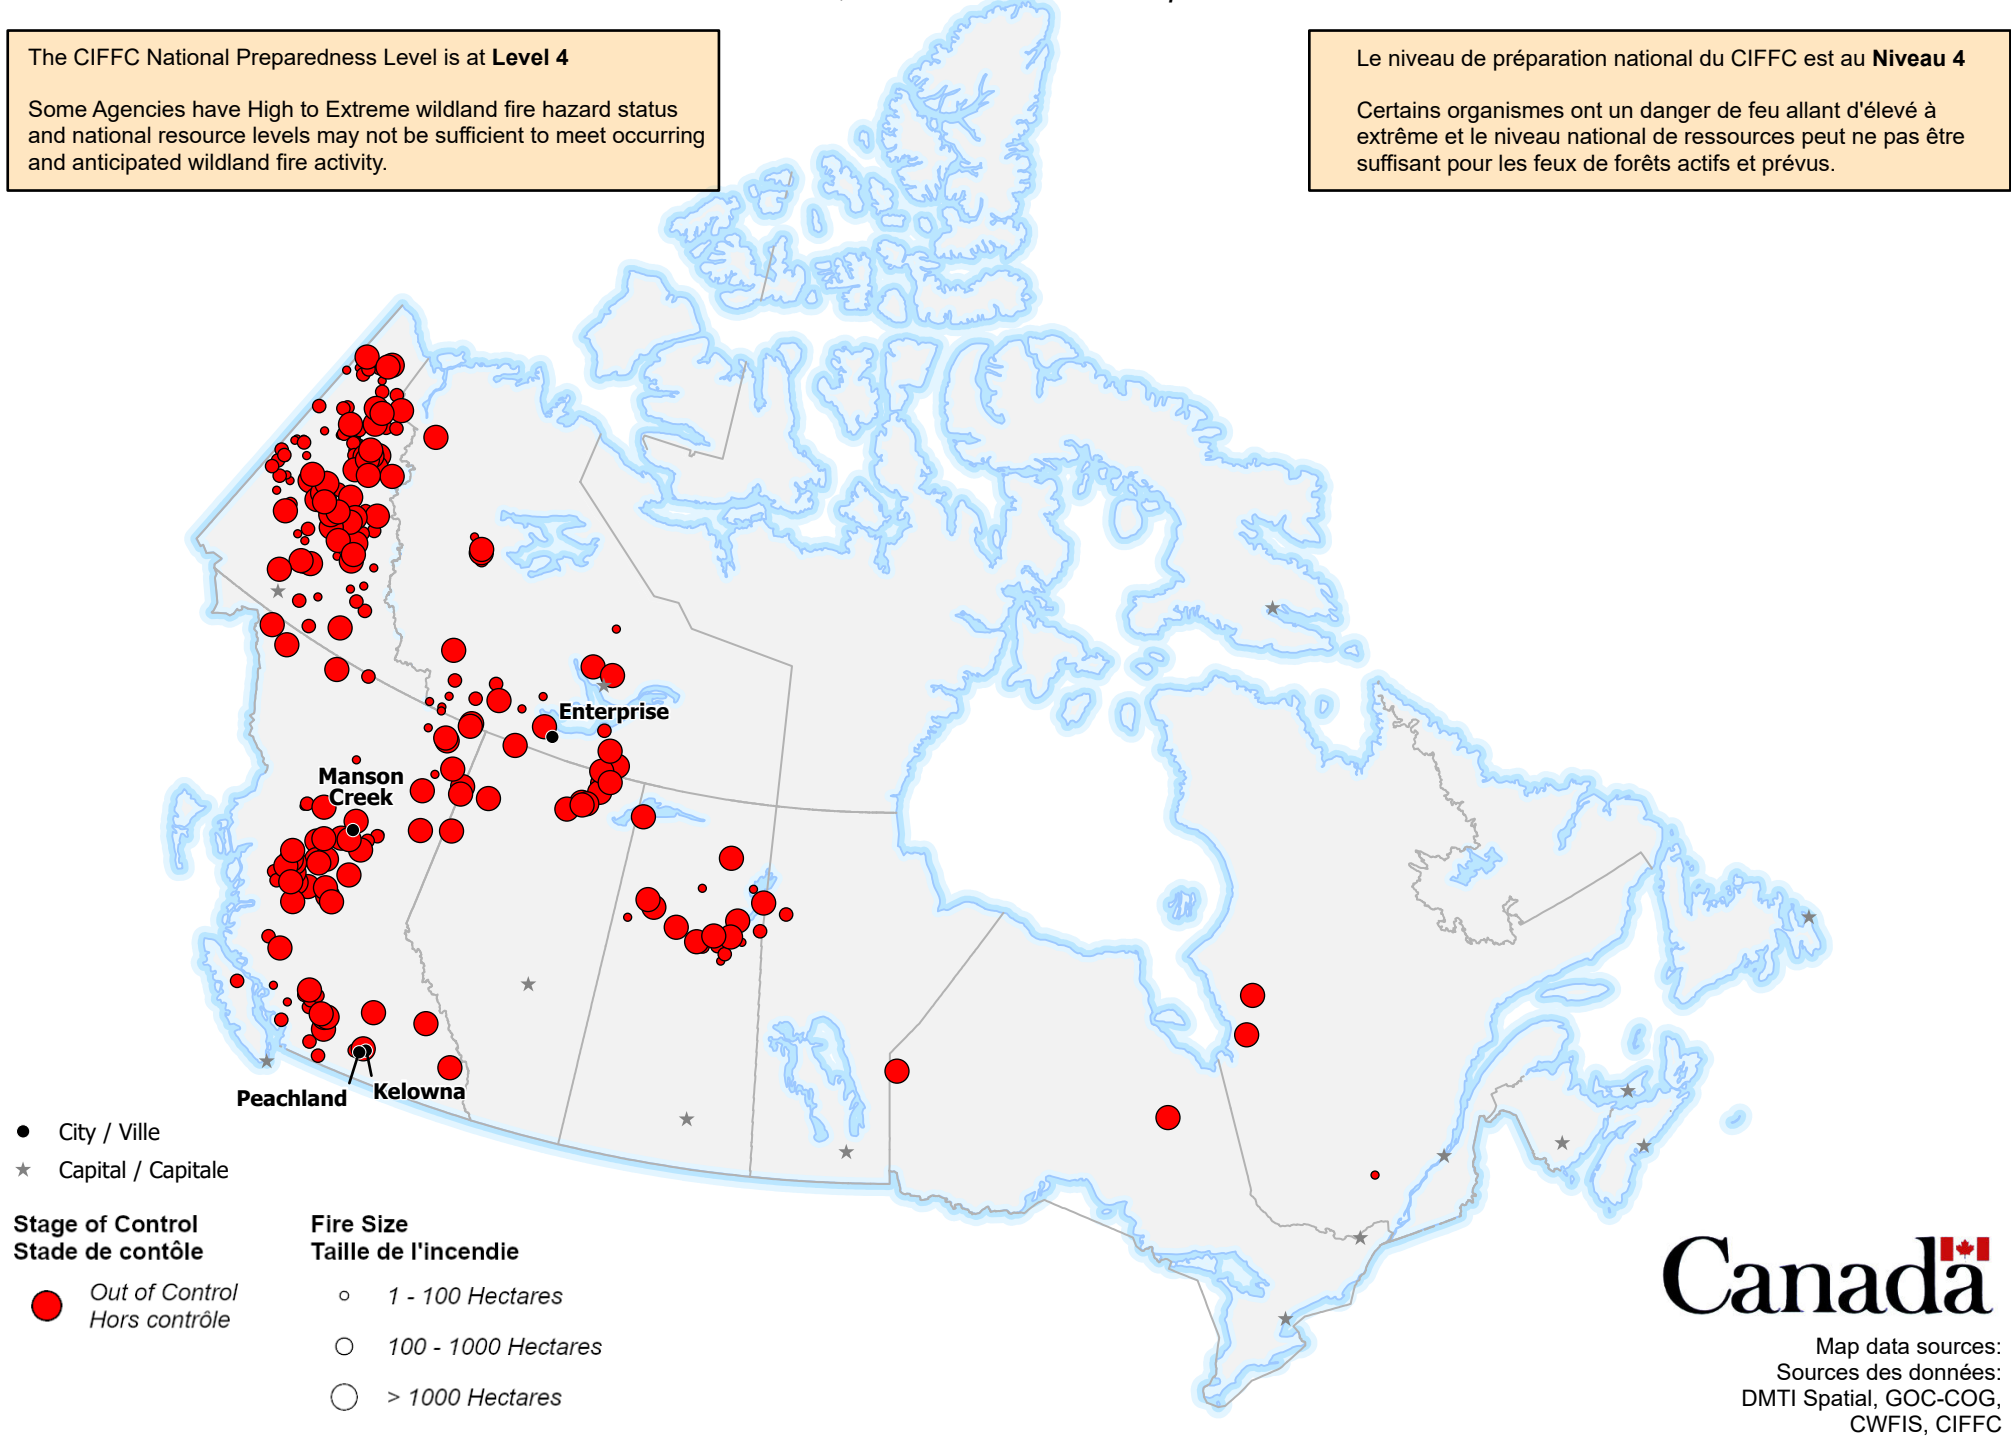 The CIFFC National Preparedness Level is at Level 4
Some Agencies have High to Extreme wildland fire hazard status
and national resource levels may not be sufficient to meet occurring
and anticipated wildland fire activity.
Le niveau de préparation national du CIFFC est au Niveau 4
Certains organismes ont un danger de feu allant d'élevé à
extrême et le niveau national de ressources peut ne pas être
suffisant pour les feux de forêts actifs et prévus.
Enterprise
Manson
Creek
Peachland
Kelowna
City / Ville
Capital / Capitale
Stage of Control
Stade de contôle
Out of Control
Hors contrôle
Fire Size
Taille de l'incendie
1 - 100 Hectares
100 - 1000 Hectares
> 1000 Hectares
Canada
Map data sources:
Sources des données:
DMTI Spatial, GOC-COG,
CWFIS, CIFFC